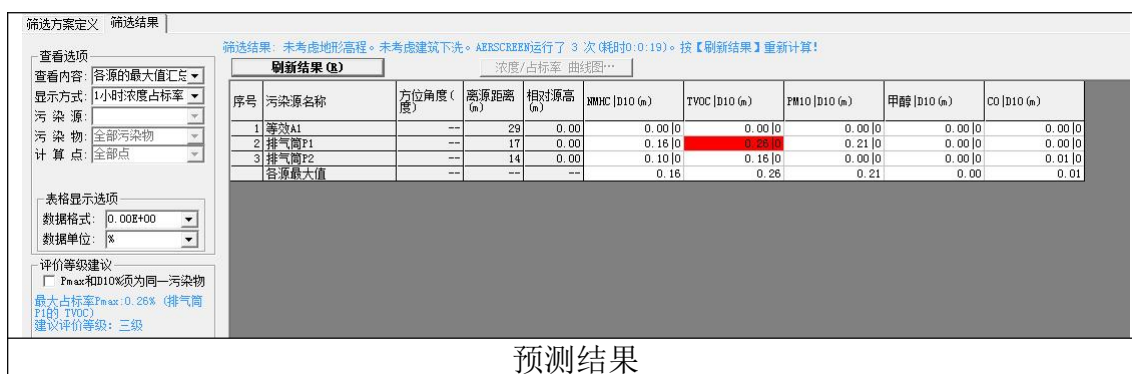 筛选方案定义 筛选结果
筛选结果: 未考虑地形高程。未考虑建筑下洗。AERSCREEN运行了 3 次(耗时0:0:19)。按【刷新结果】重新计算!
查看选项
查看内容: 各源的最大值汇总
显示方式: 1小时浓度占标率
污 染 源:
污 染 物: 全部污染物
计 算 点: 全部点
表格显示选项
数据格式: 0.00E+00
数据单位: %
评价等级建议
Pmax和D10%须为同一污染物
最大占标率Pmax:0.26% (排气筒
P1的 TVOC)
建议评价等级: 三级
刷新结果(R) 浓度/占标率 曲线图…
序号 污染源名称 方位角度(度) 离源距离(m) 相对源高(m) NMHC|D10(m) TVOC|D10(m) PM10|D10(m) 甲醇|D10(m) CO|D10(m)
1 等效A1 -- 29 0.00 0.00|0 0.00|0 0.00|0 0.00|0 0.00|0
2 排气筒P1 -- 17 0.00 0.16|0 0.26|0 0.21|0 0.00|0 0.00|0
3 排气筒P2 -- 14 0.00 0.10|0 0.16|0 0.00|0 0.00|0 0.01|0
各源最大值 -- -- -- 0.16 0.26 0.21 0.00 0.01
预测结果